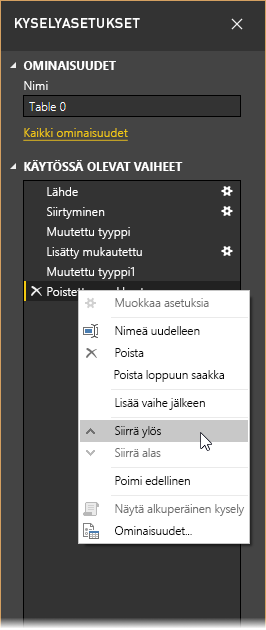 KYSELYASETUKSET
OMINAISUUDET
Nimi
Table 0
Kaikki ominaisuudet
KÄYTÖSSÄ OLEVAT VAIHEET
Lähde
Siirtyminen
Muutettu tyyppi
Lisätty mukautettu
Muutettu tyyppi1
Muokkaa asetuksia
Nimeä uudelleen
Poista
Poista loppuun saakka
Lisää vaihe jälkeen
Siirrä ylös
Siirrä alas
Poimi edellinen
Näytä alkuperäinen kysely
Ominaisuudet...